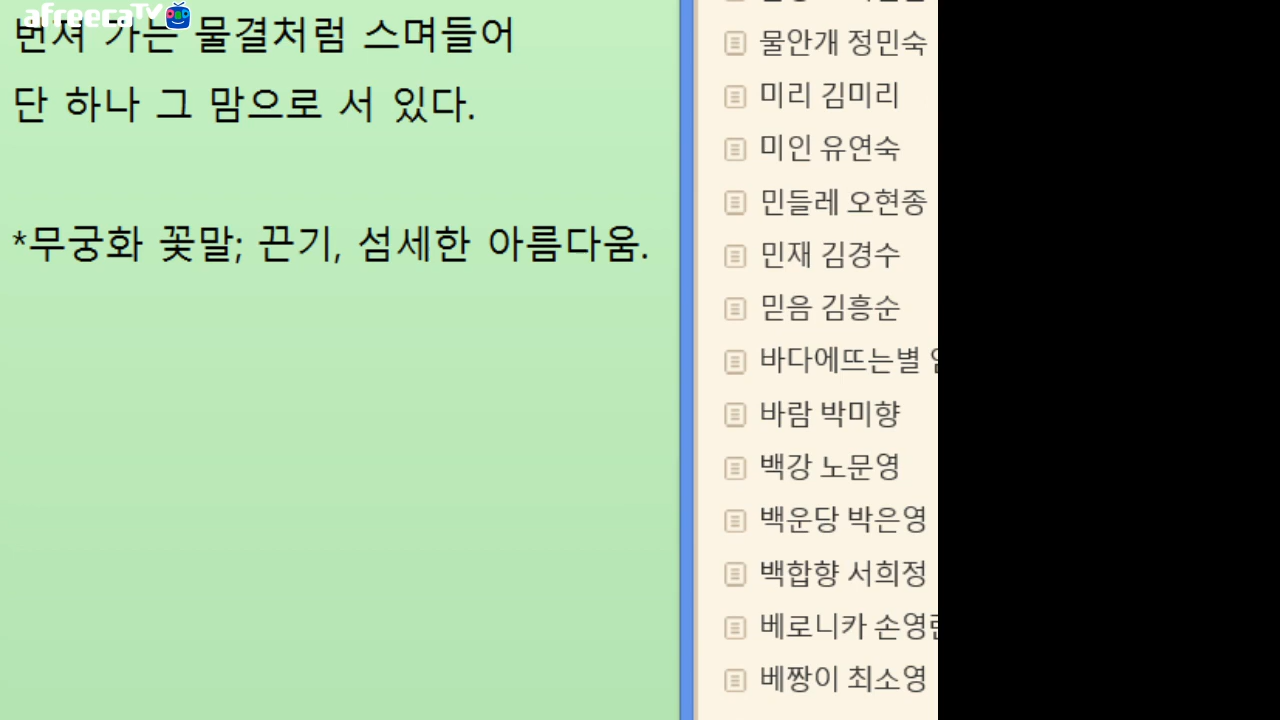 afreecaTV
번져 가는 물결처럼 스며들어
단 하나 그 맘으로 서 있다.
*무궁화 꽃말; 끈기, 섬세한 아름다움.
물안개 정민숙
미리 김미리
미인 유연숙
민들레 오현종
민재 김경수
믿음 김흥순
바다에뜨는별
바람 박미향
백강 노문영
백운당 박은영
백합향 서희정
베로니카
베짱이 최소영